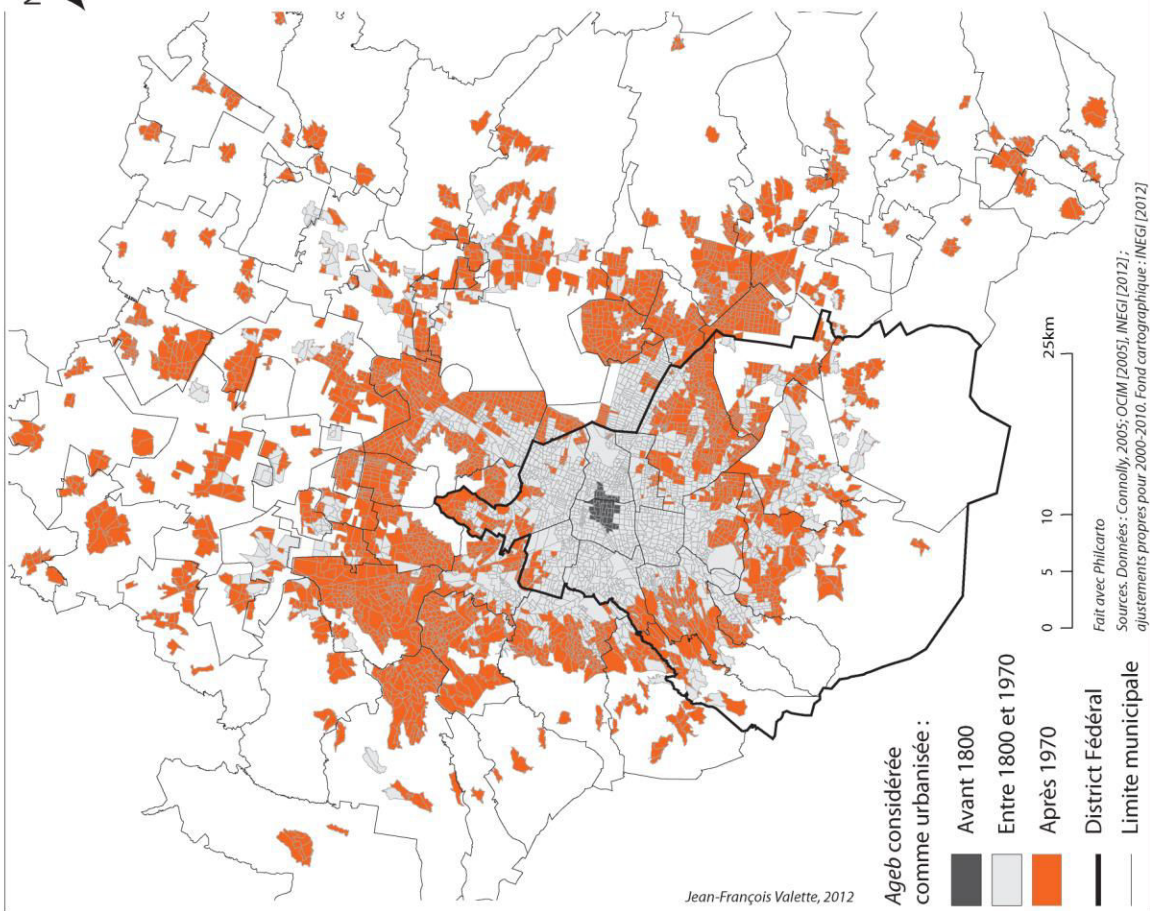 N
Jean-François Valette, 2012
Ageb considérée
comme urbanisée :
Avant 1800
Entre 1800 et 1970
Après 1970
District Fédéral
Limite municipale
0 5 10 25km
Fait avec Philcarto
Sources. Données : Connolly, 2005; OCIM [2005], INEGI [2012] ;
ajustements propres pour 2000-2010. Fond cartographique : INEGI [2012]